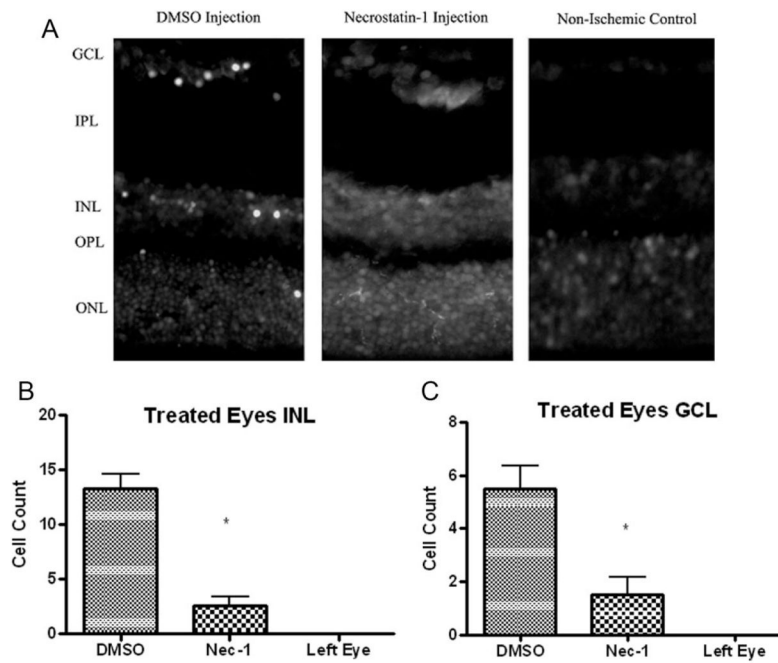 A
DMSO Injection
Necrostatin-1 Injection
Non-Ischemic Control
GCL
IPL
INL
OPL
ONL
B
Treated Eyes INL
Cell Count
20
15
10
5
0
*
DMSO
Nec-1
Left Eye
C
Treated Eyes GCL
Cell Count
8
6
4
2
0
*
DMSO
Nec-1
Left Eye